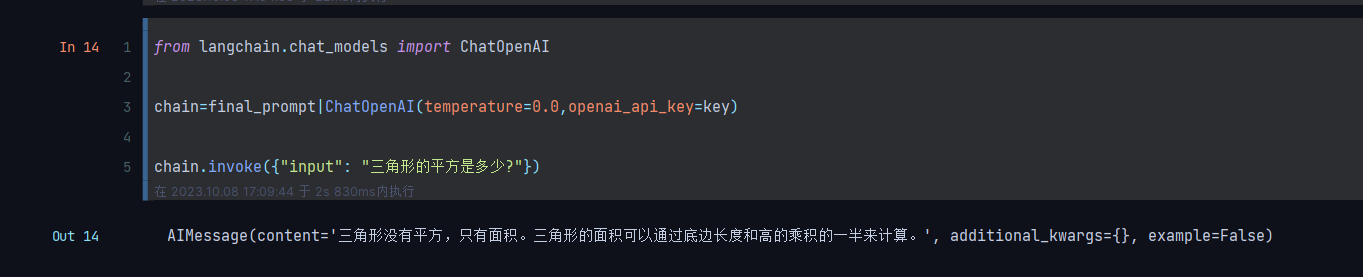 In 14
1 from langchain.chat_models import ChatOpenAI
2
3 chain=final_prompt|ChatOpenAI(temperature=0.0,openai_api_key=key)
4
5 chain.invoke({"input": "三角形的平方是多少?"})
在 2023.10.08 17:09:44 于 2s 830ms内执行
Out 14 AIMessage(content='三角形没有平方，只有面积。三角形的面积可以通过底边长度和高的乘积的一半来计算。', additional_kwargs={}, example=False)